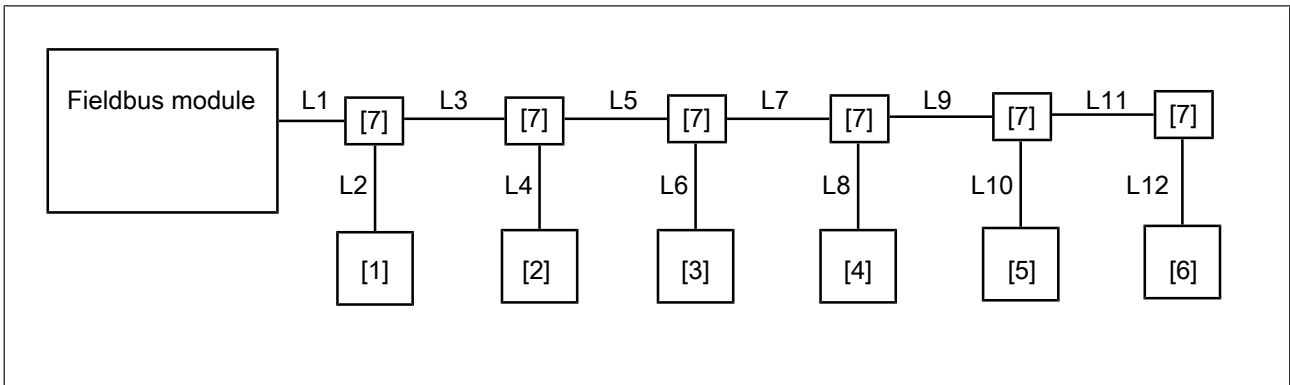 Fieldbus module
L1
L3
L5
L7
L9
L11
[7]
[7]
[7]
[7]
[7]
[7]
L2
L4
L6
L8
L10
L12
[1]
[2]
[3]
[4]
[5]
[6]